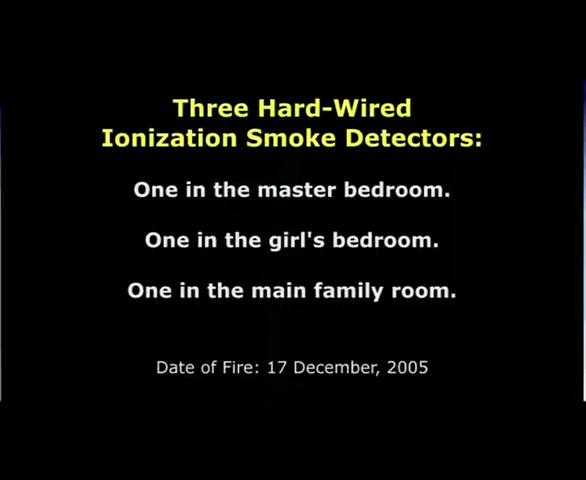 Three Hard-Wired
Ionization Smoke Detectors:
One in the master bedroom.
One in the girl's bedroom.
One in the main family room.
Date of Fire: 17 December, 2005